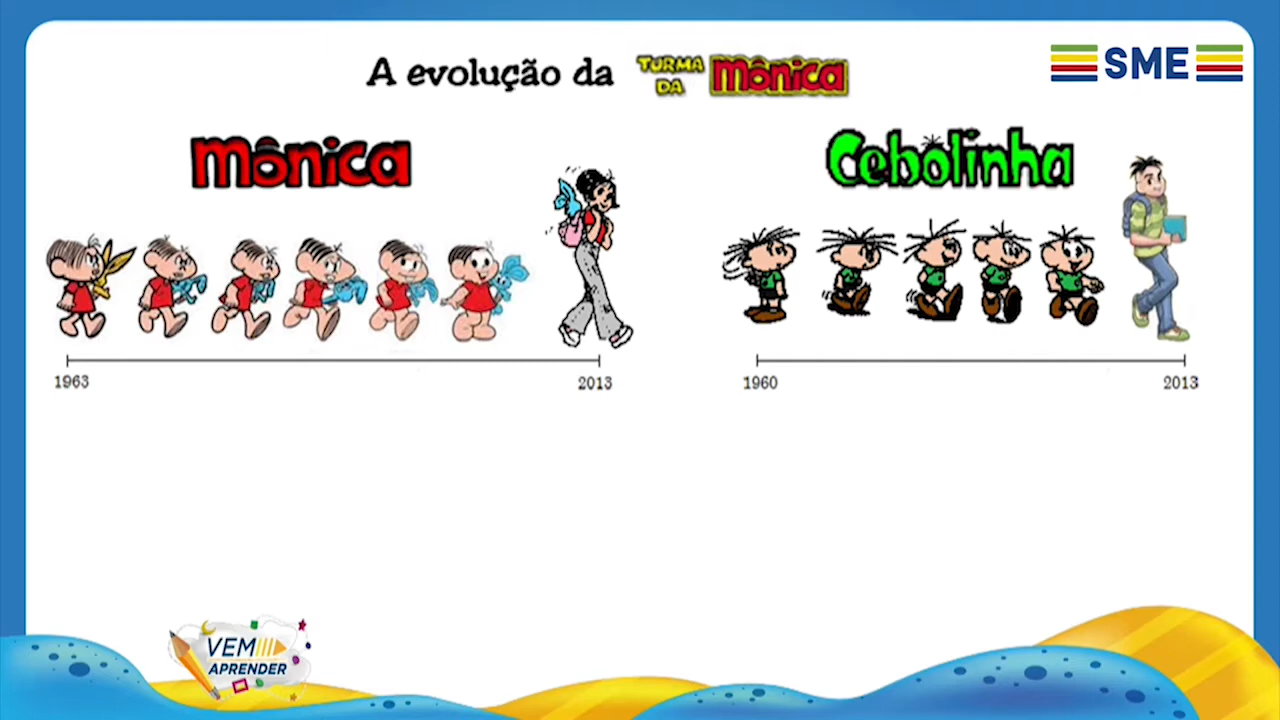 A evolução da TURMA DA Mônica
SME
Mônica
Cebolinha
1963
2013
1960
2013
VEM
APRENDER